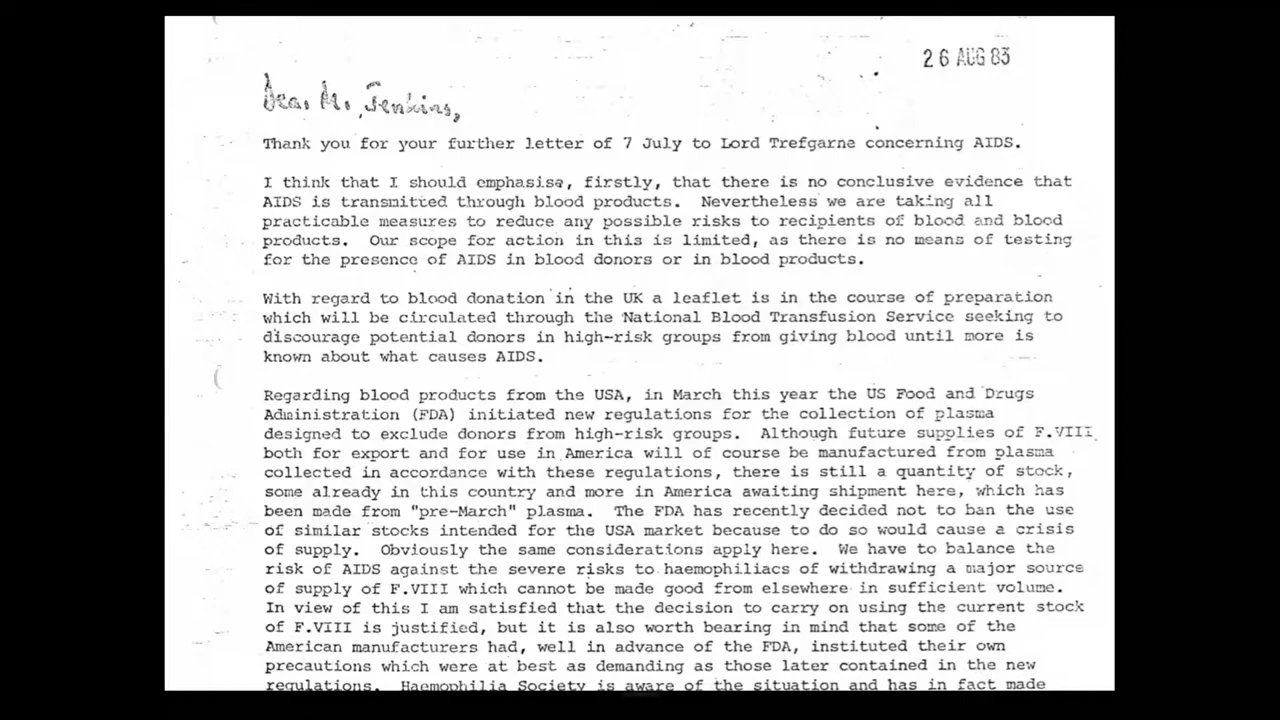 26 AUG 83
Dear Mr. Jenkins,
Thank you for your further letter of 7 July to Lord Trefgarne concerning AIDS.
I think that I should emphasise, firstly, that there is no conclusive evidence that
AIDS is transmitted through blood products. Nevertheless we are taking all
practicable measures to reduce any possible risks to recipients of blood and blood
products. Our scope for action in this is limited, as there is no means of testing
for the presence of AIDS in blood donors or in blood products.
With regard to blood donation in the UK a leaflet is in the course of preparation
which will be circulated through the National Blood Transfusion Service seeking to
discourage potential donors in high-risk groups from giving blood until more is
known about what causes AIDS.
Regarding blood products from the USA, in March this year the US Food and Drugs
Administration (FDA) initiated new regulations for the collection of plasma
designed to exclude donors from high-risk groups. Although future supplies of F.VIII
both for export and for use in America will of course be manufactured from plasma
collected in accordance with these regulations, there is still a quantity of stock,
some already in this country and more in America awaiting shipment here, which has
been made from "pre-March" plasma. The FDA has recently decided not to ban the use
of similar stocks intended for the USA market because to do so would cause a crisis
of supply. Obviously the same considerations apply here. We have to balance the
risk of AIDS against the severe risks to haemophiliacs of withdrawing a major source
of supply of F.VIII which cannot be made good from elsewhere in sufficient volume.
In view of this I am satisfied that the decision to carry on using the current stock
of F.VIII is justified, but it is also worth bearing in mind that some of the
American manufacturers had, well in advance of the FDA, instituted their own
precautions which were at best as demanding as those later contained in the new
regulations. Haemophilia Society is aware of the situation and has in fact made